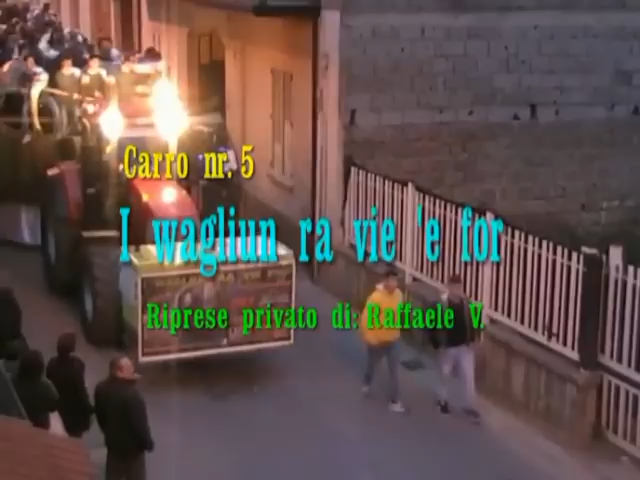 Carro nr. 5
I wagliun ra vie 'e for
Riprese privato di: Raffaele V.